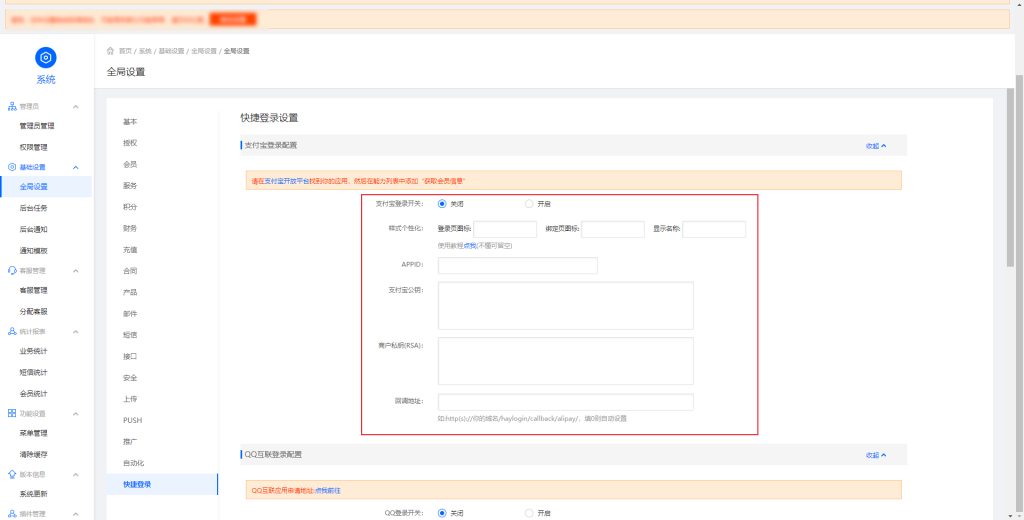 首页 / 系统 / 基础设置 / 全局设置 / 全局设置
系统
全局设置
管理员
管理员管理
权限管理
基础设置
全局设置
后台任务
后台通知
通知模板
客服管理
客服管理
分配客服
统计报表
业务统计
短信统计
会员统计
功能设置
菜单管理
清除缓存
版本信息
系统更新
插件管理
基本
授权
会员
服务
积分
财务
充值
合同
产品
邮件
短信
接口
安全
上传
PUSH
推广
自动化
快捷登录
快捷登录设置
支付宝登录配置 收起
请在支付宝开放平台找到你的应用，然后在能力列表中添加“获取会员信息”
支付宝登录开关： 关闭 开启
样式个性化： 登录页图标: 绑定页图标: 显示名称:
使用教程点我(不懂可留空)
APPID：
支付宝公钥：
商户私钥(RSA)：
回调地址：
如:http(s)://你的域名/haylogin/callback/alipay/，填0则自动设置
QQ互联登录配置 收起
QQ互联应用申请地址:点我前往
QQ登录开关： 关闭 开启